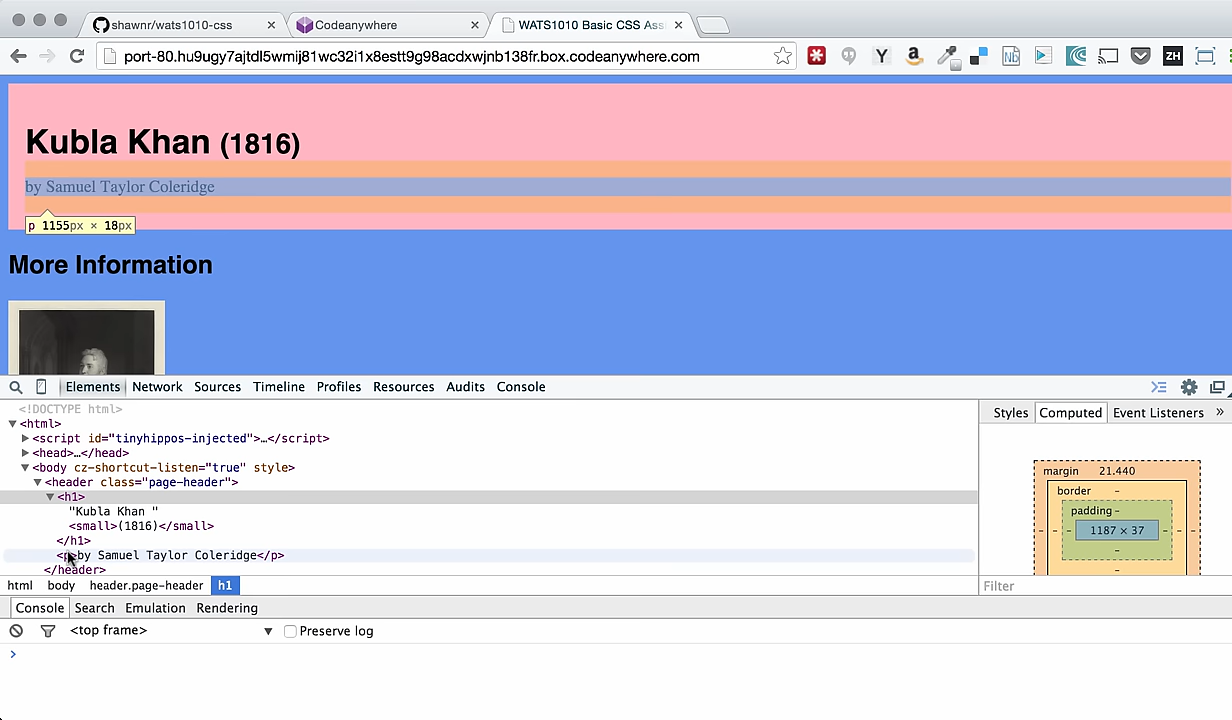 shawnr/wats1010-css × Codeanywhere × WATS1010 Basic CSS Ass ×
port-80.hu9ugy7ajtdl5wmij81wc32i1x8estt9g98acdxwjnb138fr.box.codeanywhere.com
Kubla Khan (1816)
by Samuel Taylor Coleridge
p 1155px × 18px
More Information
Elements Network Sources Timeline Profiles Resources Audits Console
<!DOCTYPE html>
<html>
<script id="tinyhippos-injected">…</script>
<head>…</head>
<body cz-shortcut-listen="true" style>
<header class="page-header">
<h1>
"Kubla Khan "
<small>(1816)</small>
</h1>
<p>by Samuel Taylor Coleridge</p>
</header>
Styles Computed Event Listeners »
margin 21.440
border -
padding -
- - - 1187 × 37 - - -
-
-
Filter
html body header.page-header h1
Console Search Emulation Rendering
<top frame> ▼ Preserve log
>